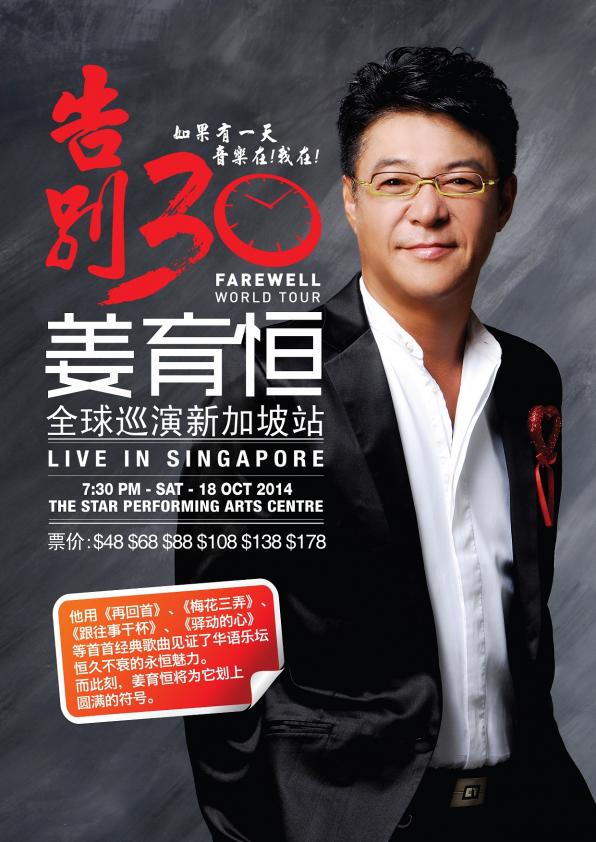 告别30
如果有一天
音樂在!我在!
FAREWELL
WORLD TOUR
姜育恒
全球巡演新加坡站
LIVE IN SINGAPORE
7:30 PM - SAT - 18 OCT 2014
THE STAR PERFORMING ARTS CENTRE
票价:$48 $68 $88 $108 $138 $178
他用《再回首》、《梅花三弄》、
《跟往事干杯》、《驿动的心》
等首首经典歌曲见证了华语乐坛
恒久不衰的永恒魅力。
而此刻，姜育恒将为它划上
圆满的符号。